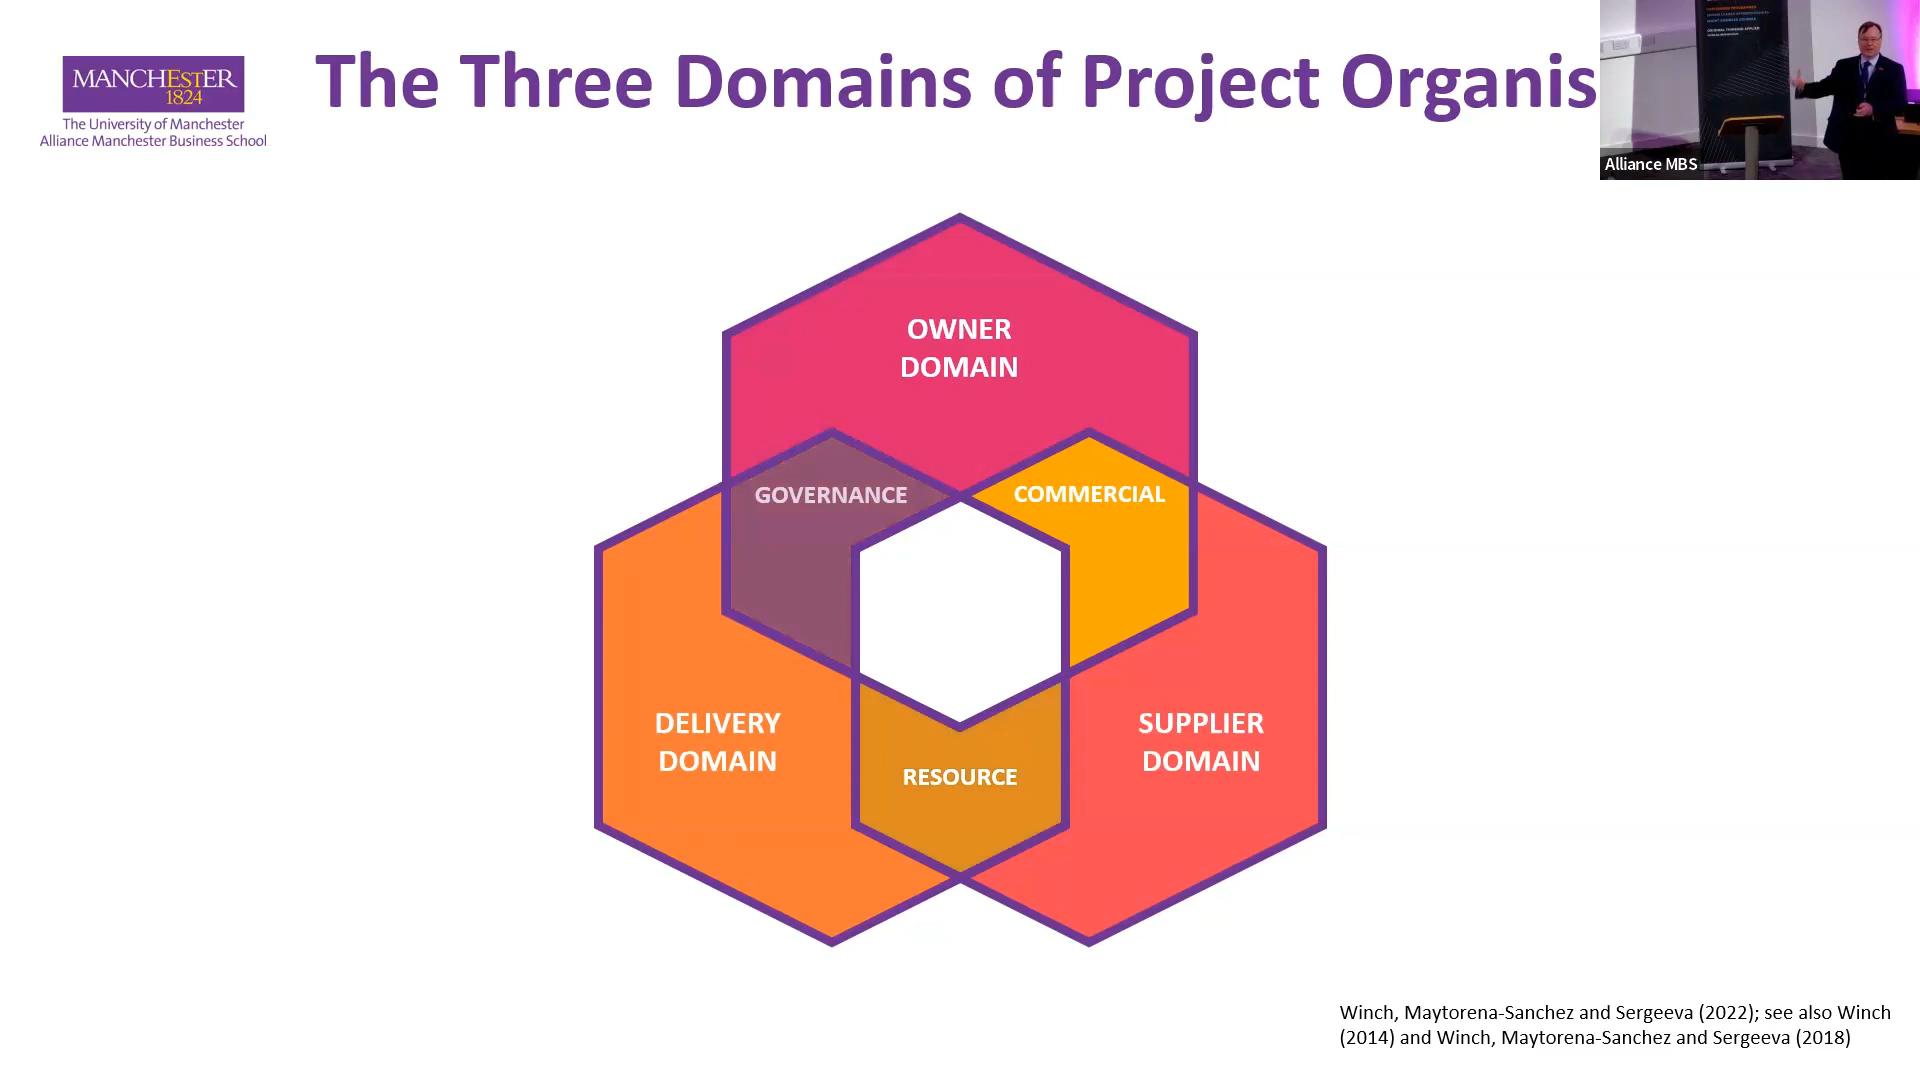 MANCHESTER
1824
The University of Manchester
Alliance Manchester Business School
The Three Domains of Project Organis
Alliance MBS
OWNER
DOMAIN
GOVERNANCE
COMMERCIAL
DELIVERY
DOMAIN
SUPPLIER
DOMAIN
RESOURCE
Winch, Maytorena-Sanchez and Sergeeva (2022); see also Winch
(2014) and Winch, Maytorena-Sanchez and Sergeeva (2018)